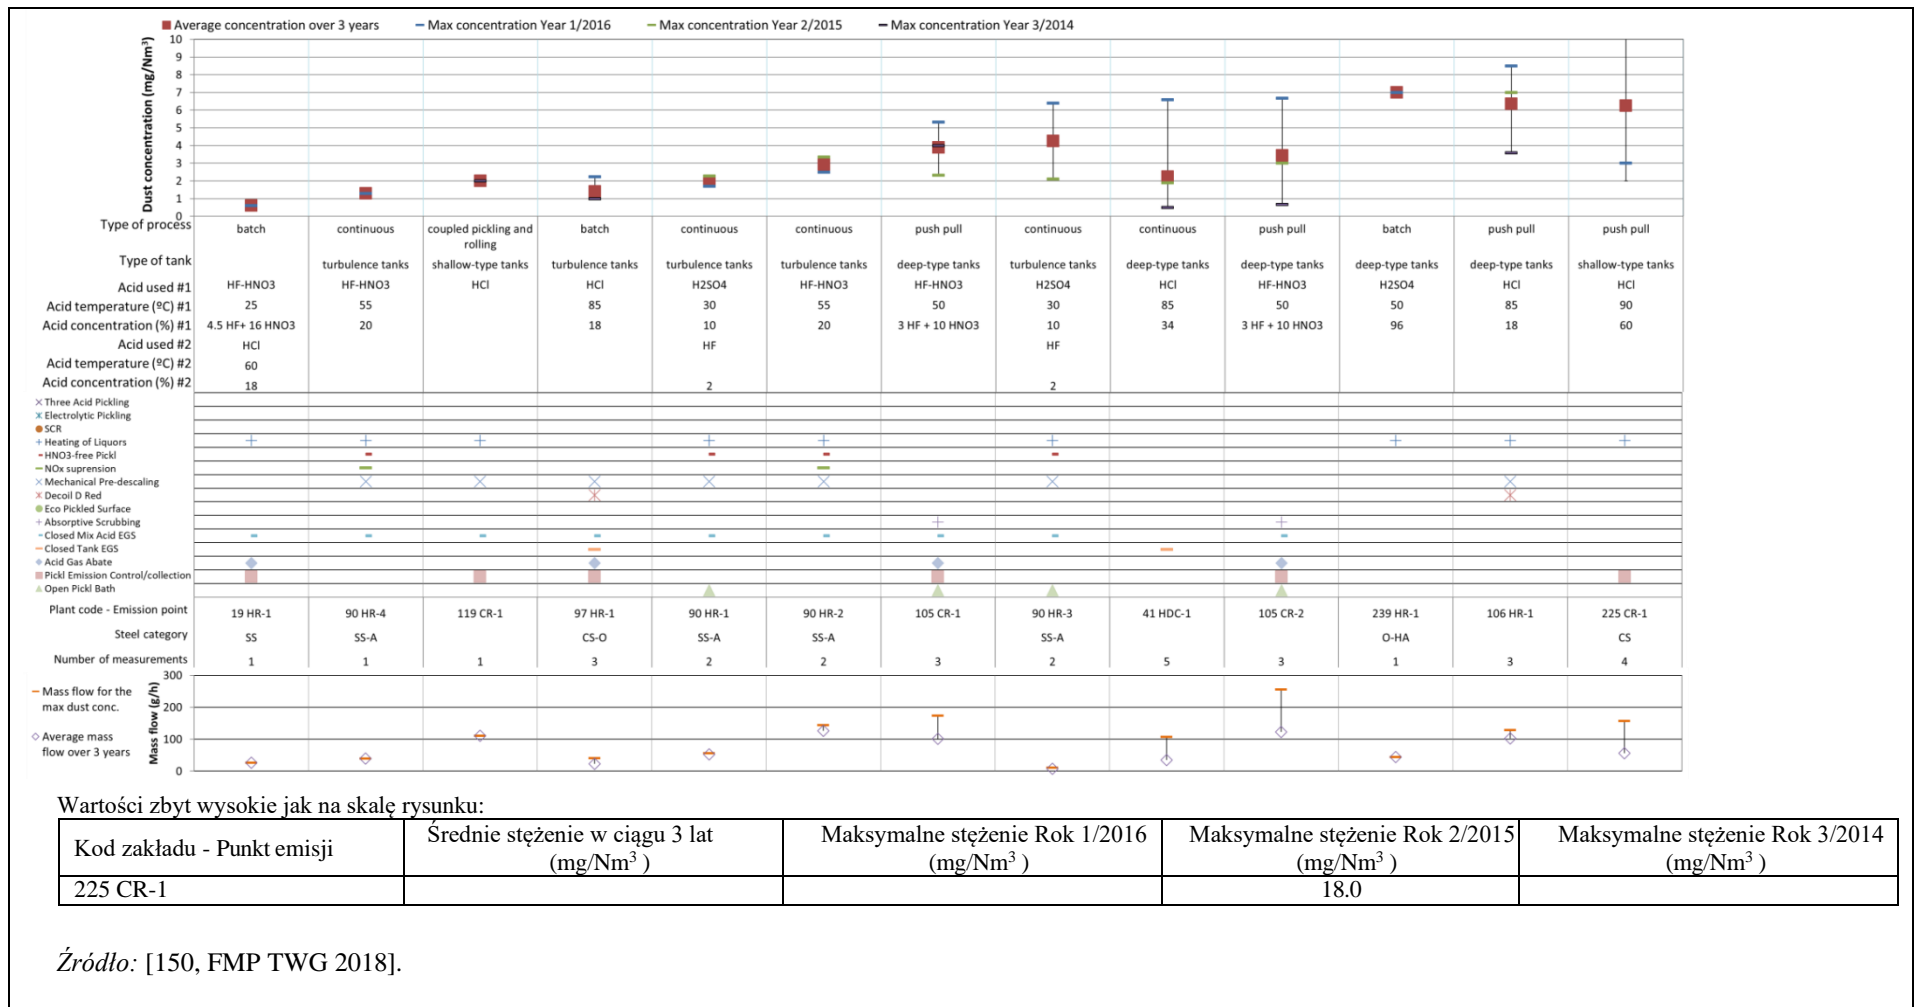 Average concentration over 3 years Max concentration Year 1/2016 Max concentration Year 2/2015 Max concentration Year 3/2014
Dust concentration (mg/Nm³)
10
9
8
7
6
5
4
3
2
1
0
Type of process batch continuous coupled pickling and rolling batch continuous continuous push pull continuous continuous push pull batch push pull push pull
Type of tank turbulence tanks shallow-type tanks turbulence tanks turbulence tanks turbulence tanks deep-type tanks turbulence tanks deep-type tanks deep-type tanks deep-type tanks deep-type tanks shallow-type tanks
Acid used #1 HF-HNO3 HF-HNO3 HCl HCl H2SO4 HF-HNO3 HF-HNO3 H2SO4 HCl HF-HNO3 H2SO4 HCl HCl
Acid temperature (ºC) #1 25 55 85 30 55 50 30 85 50 50 85 90
Acid concentration (%) #1 4.5 HF+ 16 HNO3 20 18 10 20 3 HF + 10 HNO3 10 34 3 HF + 10 HNO3 96 18 60
Acid used #2 HCl HF HF
Acid temperature (ºC) #2 60
Acid concentration (%) #2 18 2 2
Three Acid Pickling
Electrolytic Pickling
SCR
Heating of Liquors
HNO3-free Pickl
NOx suprension
Mechanical Pre-descaling
Decoil D Red
Eco Pickled Surface
Absorptive Scrubbing
Closed Mix Acid EGS
Closed Tank EGS
Acid Gas Abate
Pickl Emission Control/collection
Open Pickl Bath
Plant code - Emission point 19 HR-1 90 HR-4 119 CR-1 97 HR-1 90 HR-1 90 HR-2 105 CR-1 90 HR-3 41 HDC-1 105 CR-2 239 HR-1 106 HR-1 225 CR-1
Steel category SS SS-A CS-O SS-A SS-A SS-A O-HA CS
Number of measurements 1 1 1 3 2 2 3 2 5 3 1 3 4
Mass flow for the max dust conc.
Average mass flow over 3 years
Mass flow (g/h)
300
200
100
0
Wartości zbyt wysokie jak na skalę rysunku:
Kod zakładu - Punkt emisji Średnie stężenie w ciągu 3 lat (mg/Nm³ ) Maksymalne stężenie Rok 1/2016 (mg/Nm³ ) Maksymalne stężenie Rok 2/2015 (mg/Nm³ ) Maksymalne stężenie Rok 3/2014 (mg/Nm³ )
225 CR-1 18.0
Źródło: [150, FMP TWG 2018].